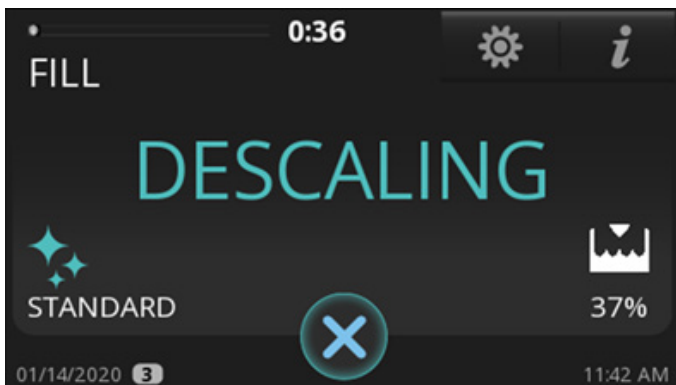 0:36
i
FILL
DESCALING
STANDARD
37%
01/14/2020 3
11:42 AM